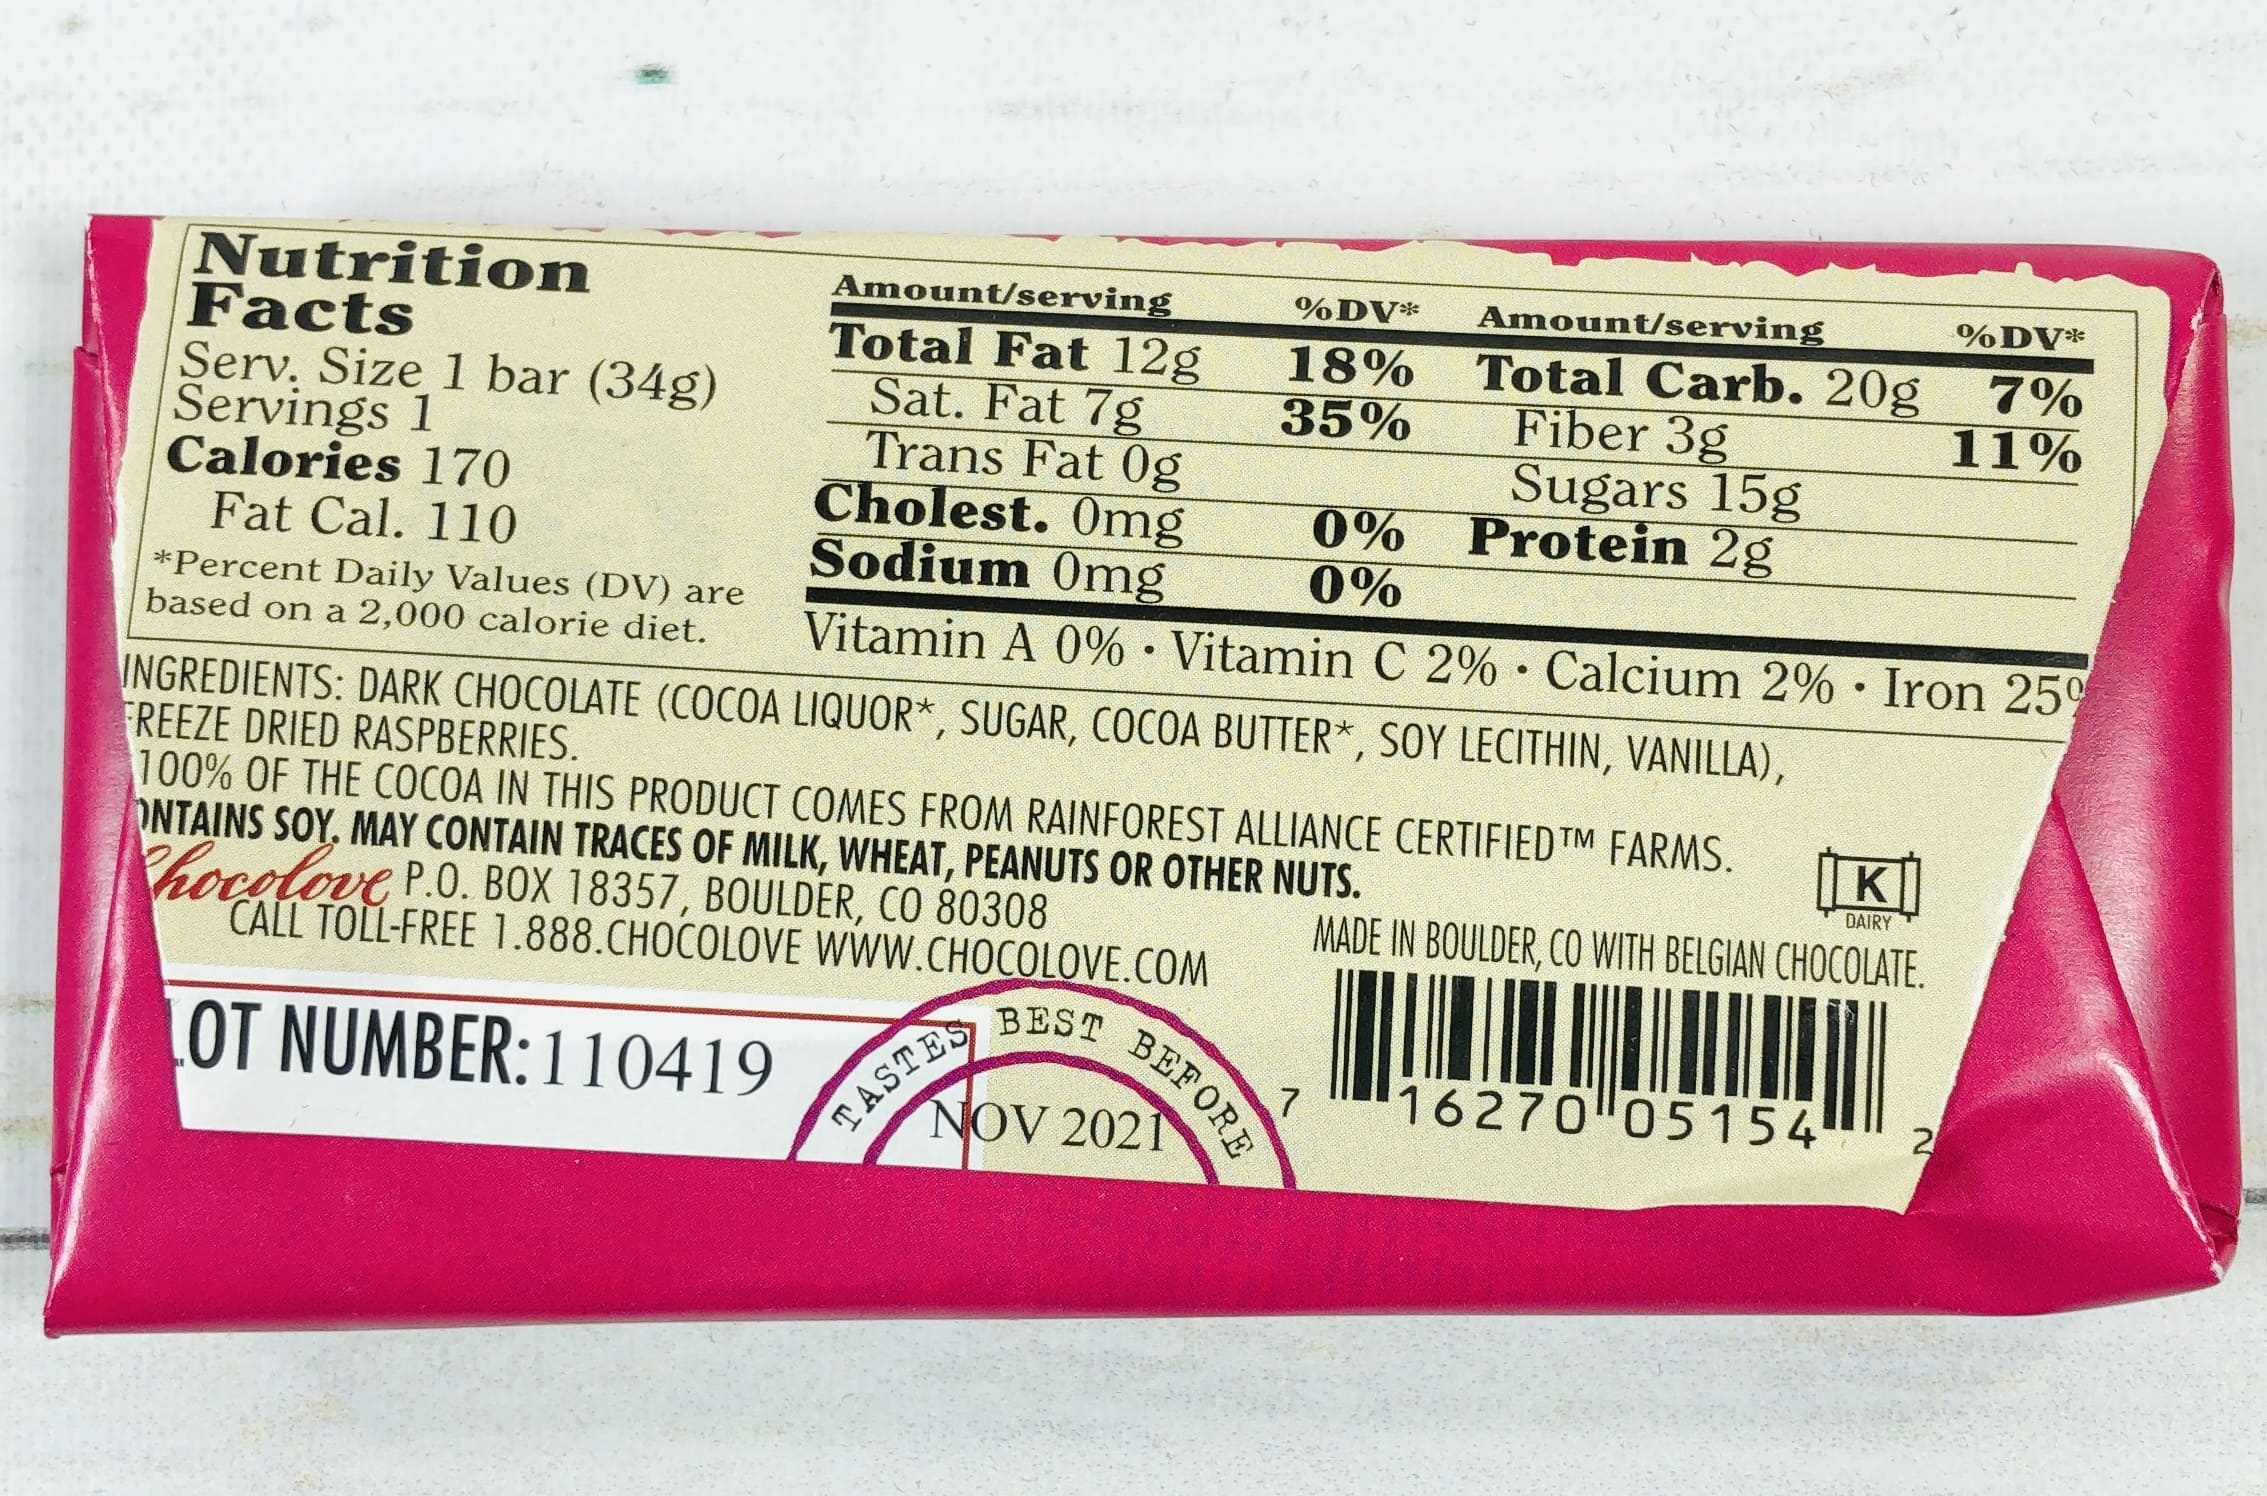 Nutrition
Facts
Serv. Size 1 bar (34g)
Servings 1
Calories 170
Fat Cal. 110
*Percent Daily Values (DV) are
based on a 2,000 calorie diet.
Amount/serving %DV*
Total Fat 12g 18%
Sat. Fat 7g 35%
Trans Fat 0g
Cholest. 0mg 0%
Sodium 0mg 0%
Amount/serving %DV*
Total Carb. 20g 7%
Fiber 3g 11%
Sugars 15g
Protein 2g
Vitamin A 0% • Vitamin C 2% • Calcium 2% • Iron 25%
INGREDIENTS: DARK CHOCOLATE (COCOA LIQUOR*, SUGAR, COCOA BUTTER*, SOY LECITHIN, VANILLA),
FREEZE DRIED RASPBERRIES.
100% OF THE COCOA IN THIS PRODUCT COMES FROM RAINFOREST ALLIANCE CERTIFIED™ FARMS.
ONTAINS SOY. MAY CONTAIN TRACES OF MILK, WHEAT, PEANUTS OR OTHER NUTS.
Chocolove P.O. BOX 18357, BOULDER, CO 80308
CALL TOLL-FREE 1.888.CHOCOLOVE WWW.CHOCOLOVE.COM
K
DAIRY
MADE IN BOULDER, CO WITH BELGIAN CHOCOLATE.
LOT NUMBER:110419
TASTES BEST BEFORE
NOV 2021
7 16270 05154 2